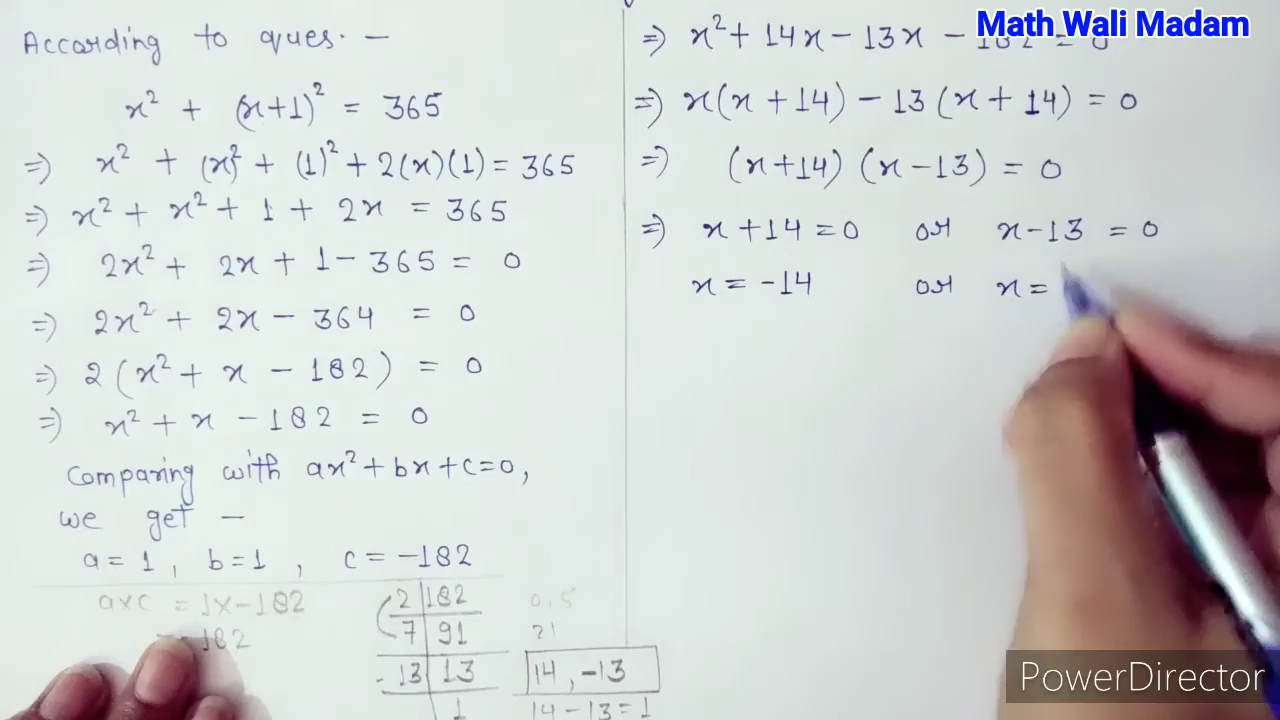 According to ques. —
x² + (x+1)² = 365
⇒ x² + (x)² + (1)² + 2(x)(1) = 365
⇒ x² + x² + 1 + 2x = 365
⇒ 2x² + 2x + 1 - 365 = 0
⇒ 2x² + 2x - 364 = 0
⇒ 2(x² + x - 182) = 0
⇒ x² + x - 182 = 0
Comparing with ax² + bx + c = 0,
we get —
a = 1, b = 1, c = -182
a×c = 1×-182
182
2 | 182
7 | 91
13 | 13
1
14, -13
14 - 13 = 1
Math Wali Madam
⇒ x² + 14x - 13x - 182 = 0
⇒ x(x + 14) - 13(x + 14) = 0
⇒ (x+14) (x-13) = 0
⇒ x + 14 = 0 or x - 13 = 0
x = -14 or x =
PowerDirector